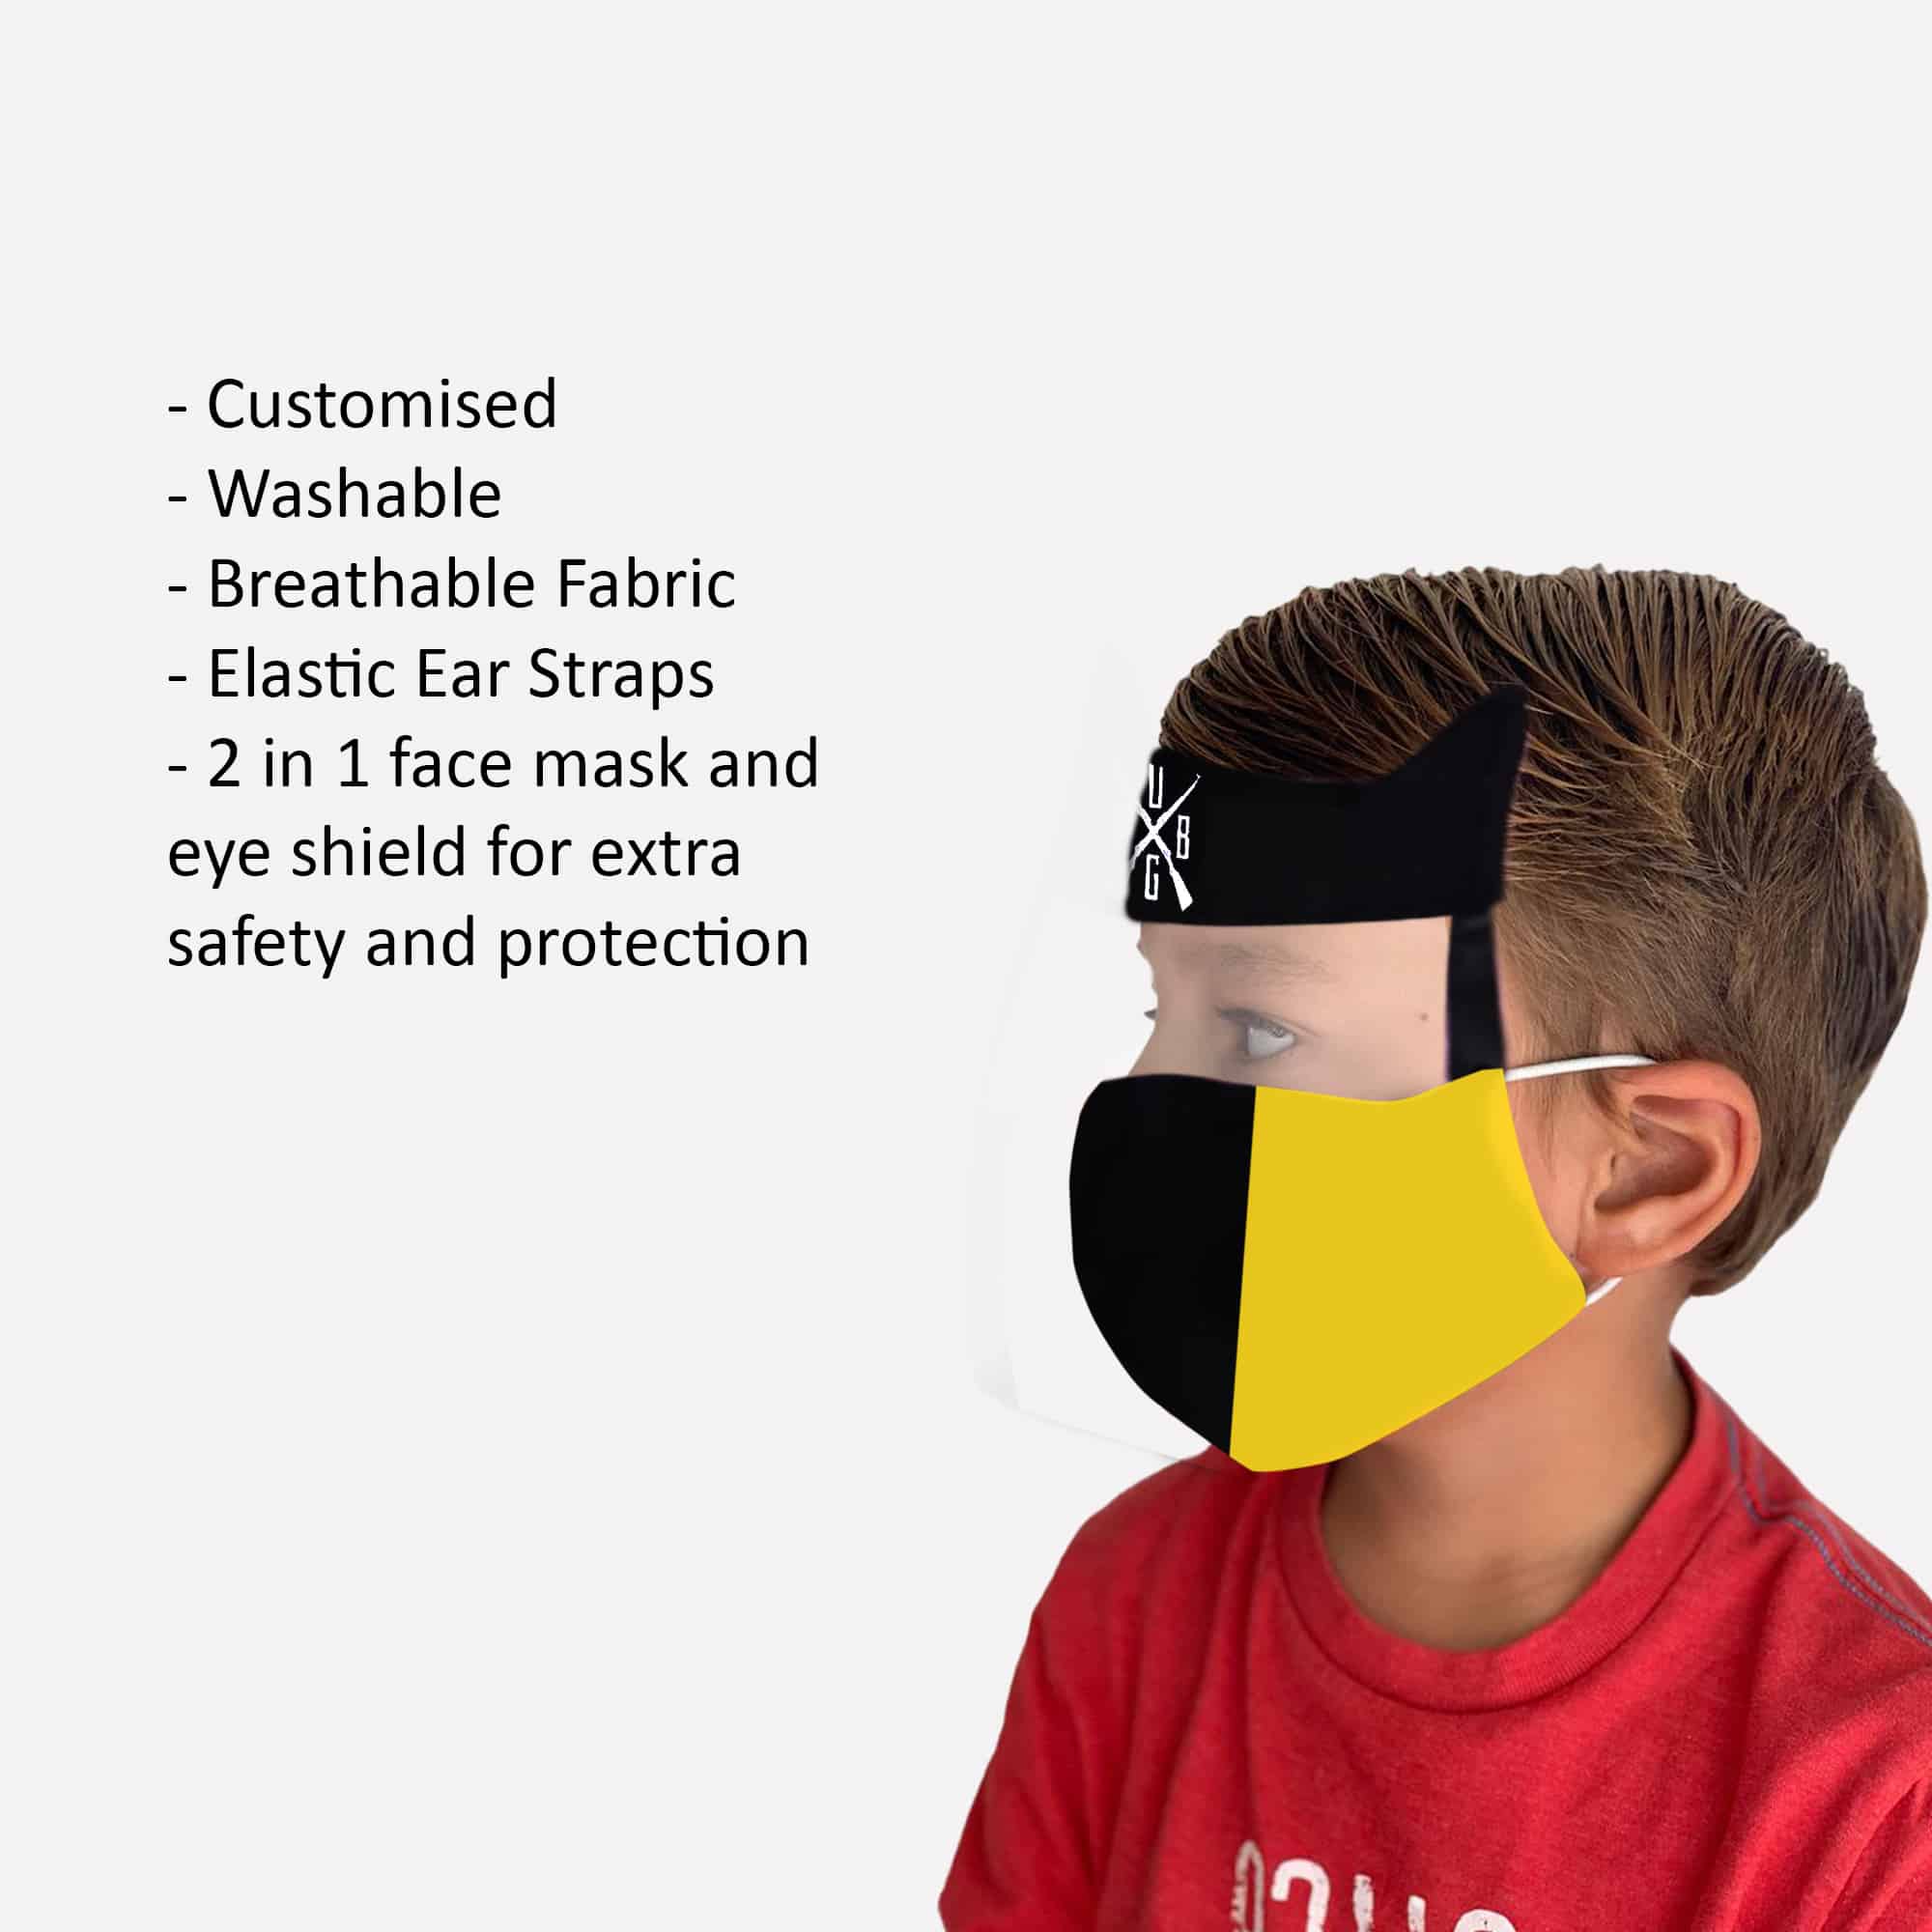 - Customised
- Washable
- Breathable Fabric
- Elastic Ear Straps
- 2 in 1 face mask and
eye shield for extra
safety and protection
U
B
G